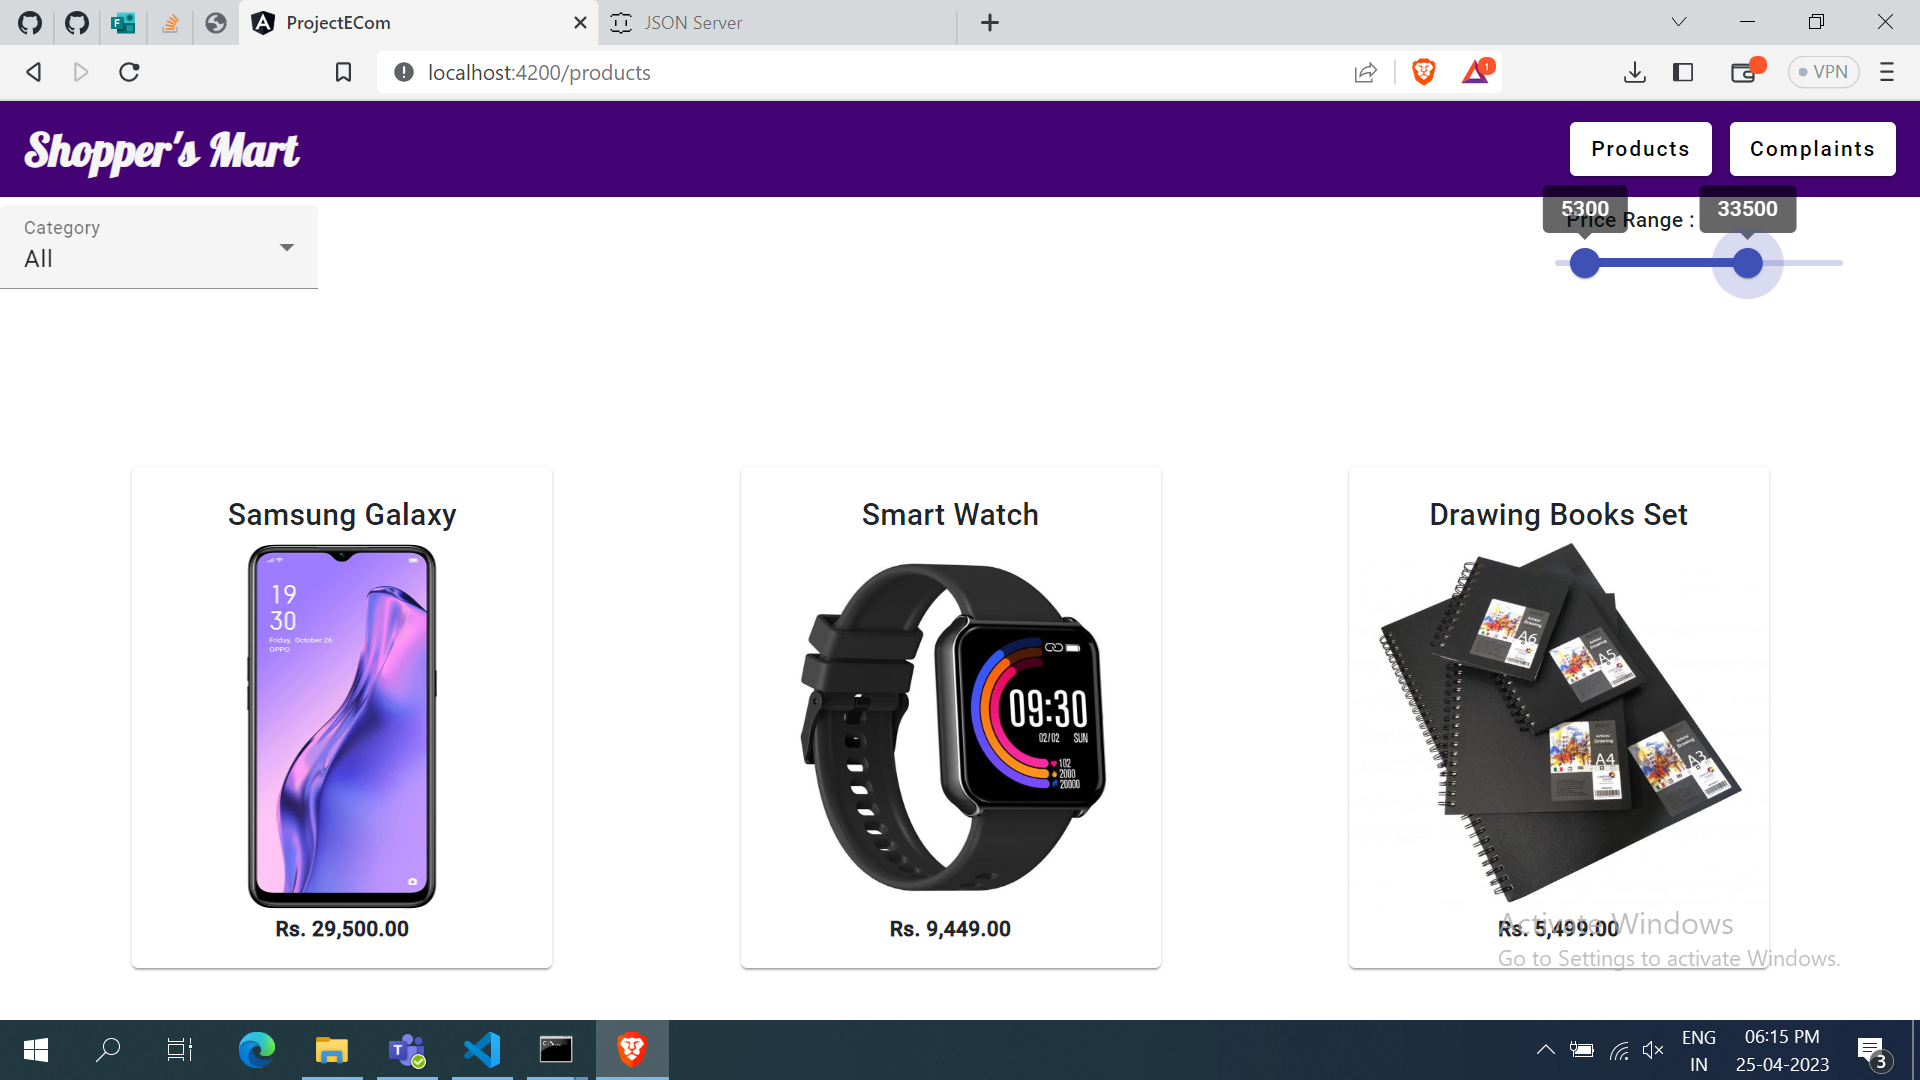 ProjectECom
JSON Server
localhost:4200/products
1
VPN
Shopper's Mart
Products
Complaints
Category
All
5300
33500
Price Range :
Samsung Galaxy
Smart Watch
Drawing Books Set
19
30
Friday, October 26
OPPO
09:30
02/02 SUN
102
2000
20000
A6
A5
A4
A3
Rs. 29,500.00
Rs. 9,449.00
Rs. 5,499.00
Activate Windows
Go to Settings to activate Windows.
ENG
IN
06:15 PM
25-04-2023
3